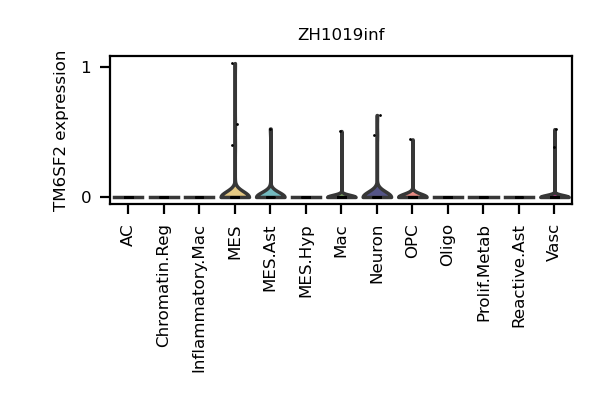 ZH1019inf
TM6SF2 expression
1
0
AC
Chromatin.Reg
Inflammatory.Mac
MES
MES.Ast
MES.Hyp
Mac
Neuron
OPC
Oligo
Prolif.Metab
Reactive.Ast
Vasc